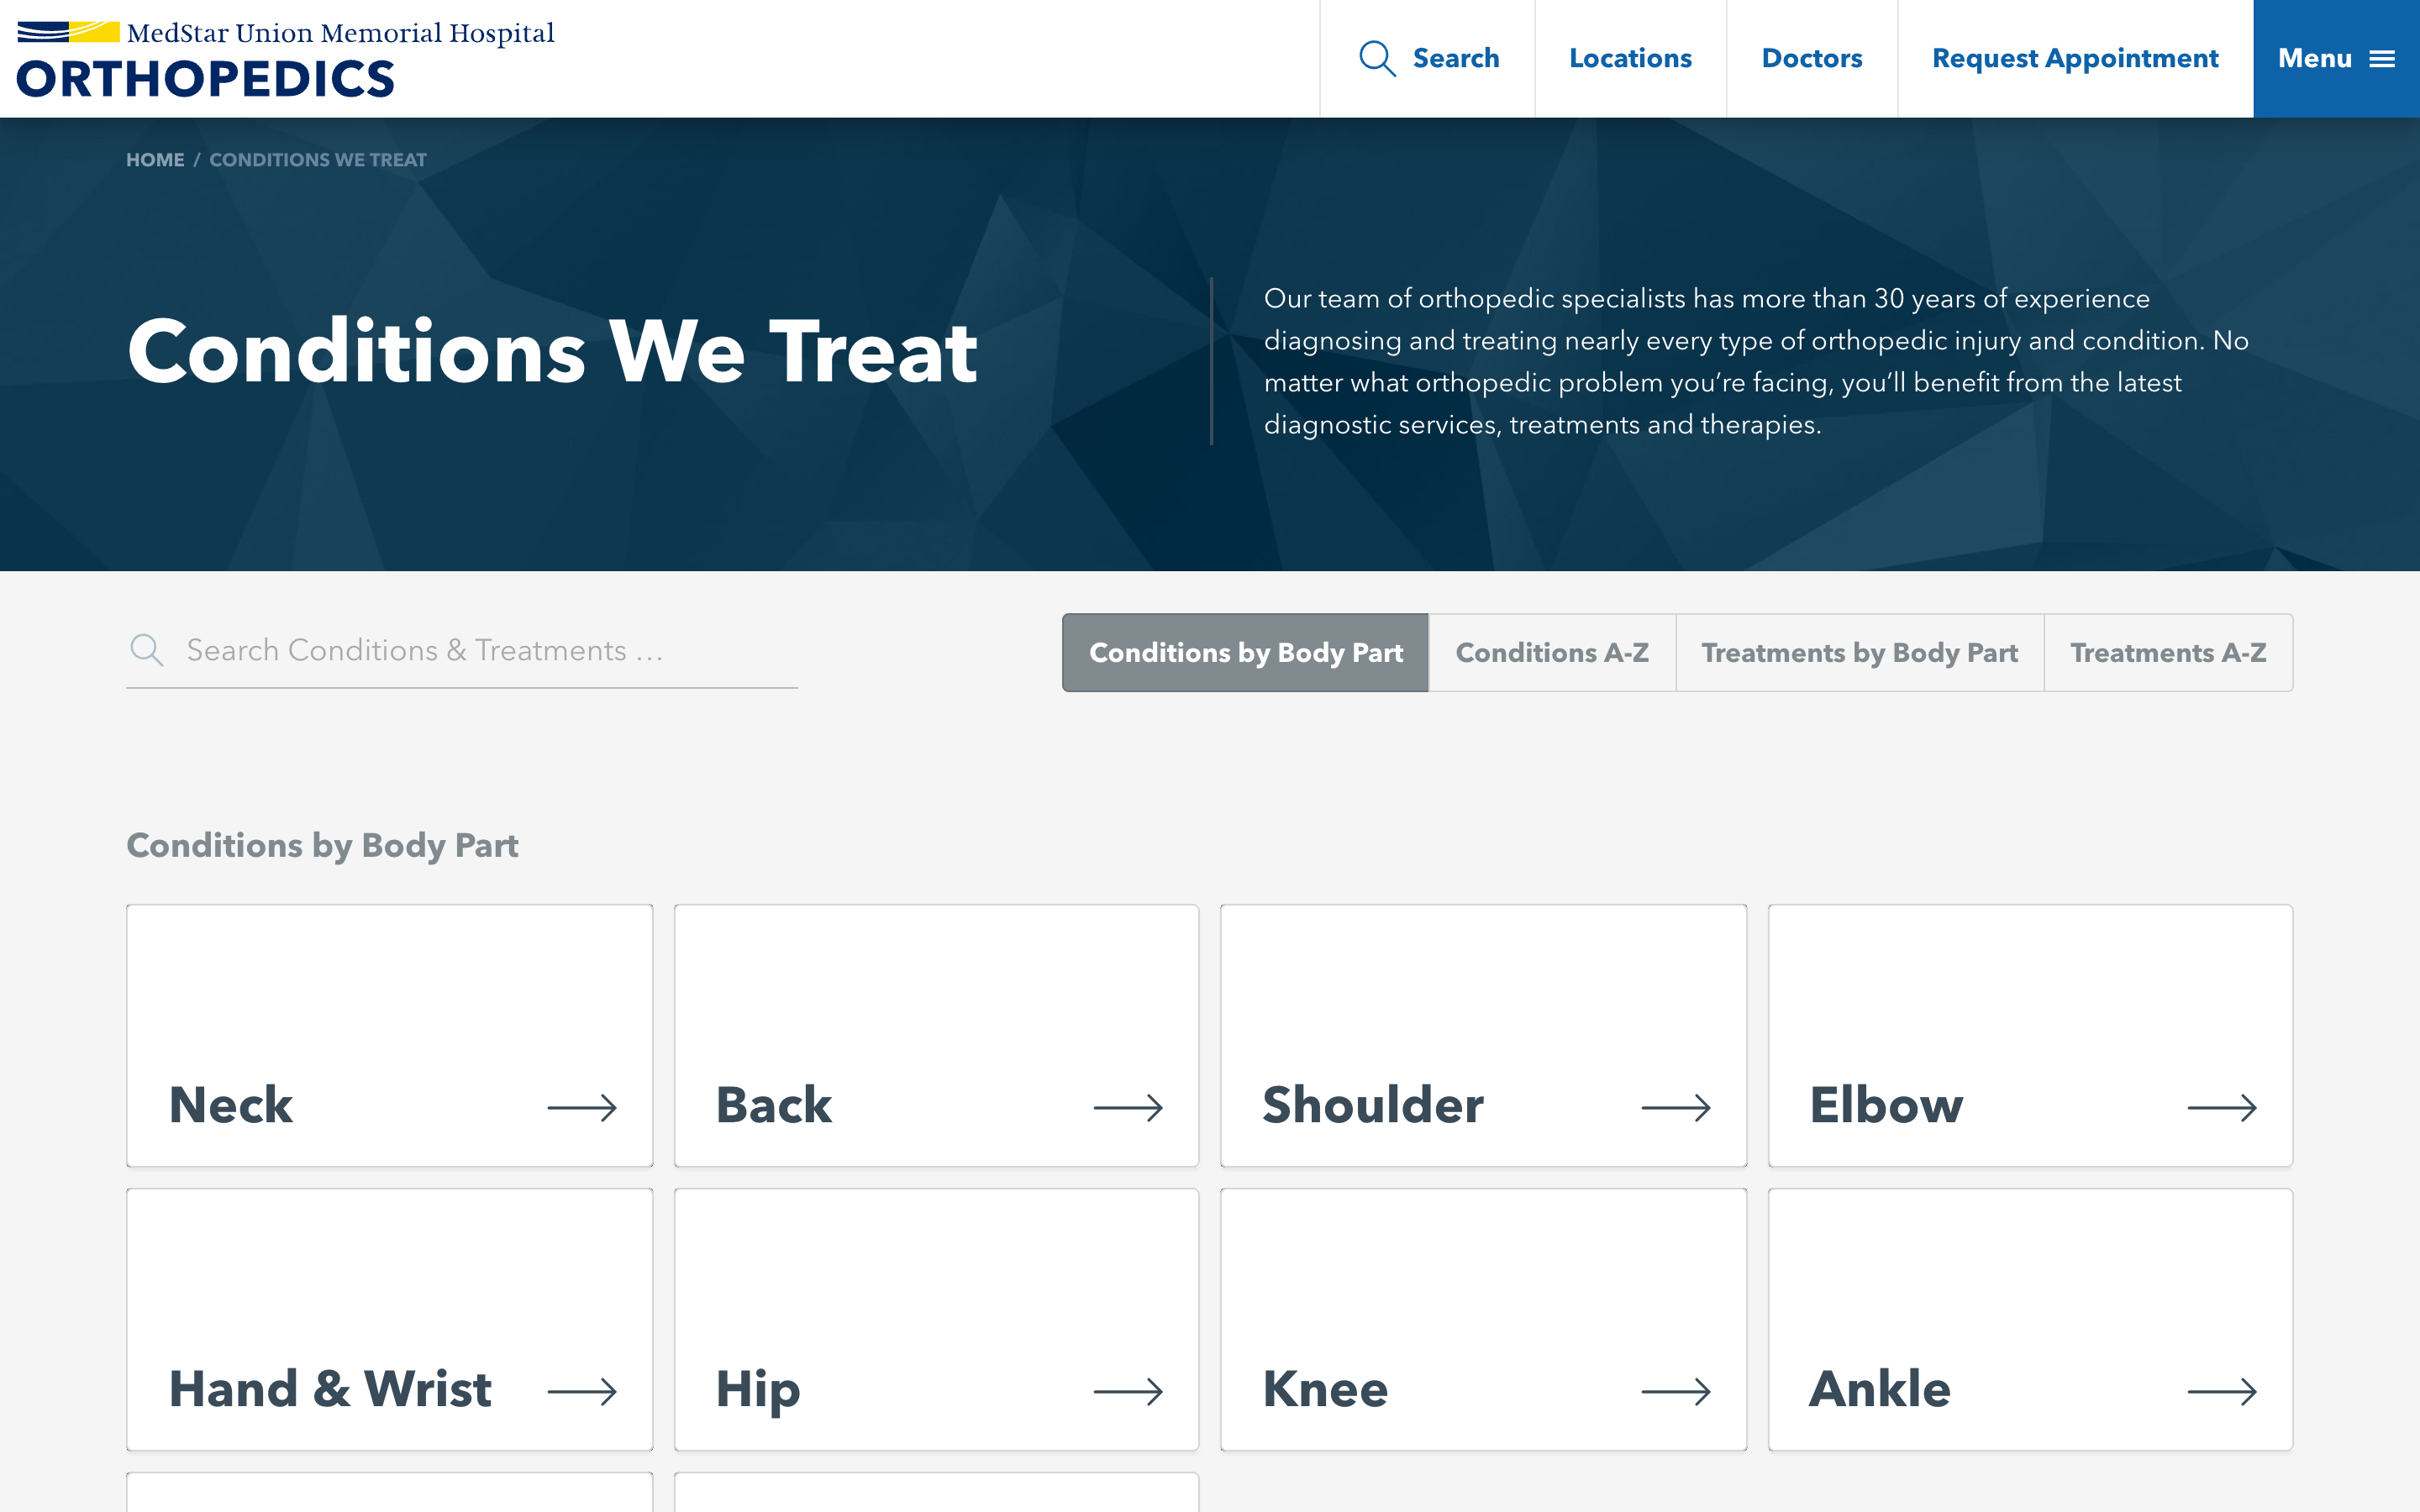 MedStar Union Memorial Hospital
ORTHOPEDICS
Search
Locations
Doctors
Request Appointment
Menu
HOME / CONDITIONS WE TREAT
Conditions We Treat
Our team of orthopedic specialists has more than 30 years of experience
diagnosing and treating nearly every type of orthopedic injury and condition. No
matter what orthopedic problem you’re facing, you’ll benefit from the latest
diagnostic services, treatments and therapies.
Search Conditions & Treatments ...
Conditions by Body Part
Conditions A-Z
Treatments by Body Part
Treatments A-Z
Conditions by Body Part
Neck
Back
Shoulder
Elbow
Hand & Wrist
Hip
Knee
Ankle